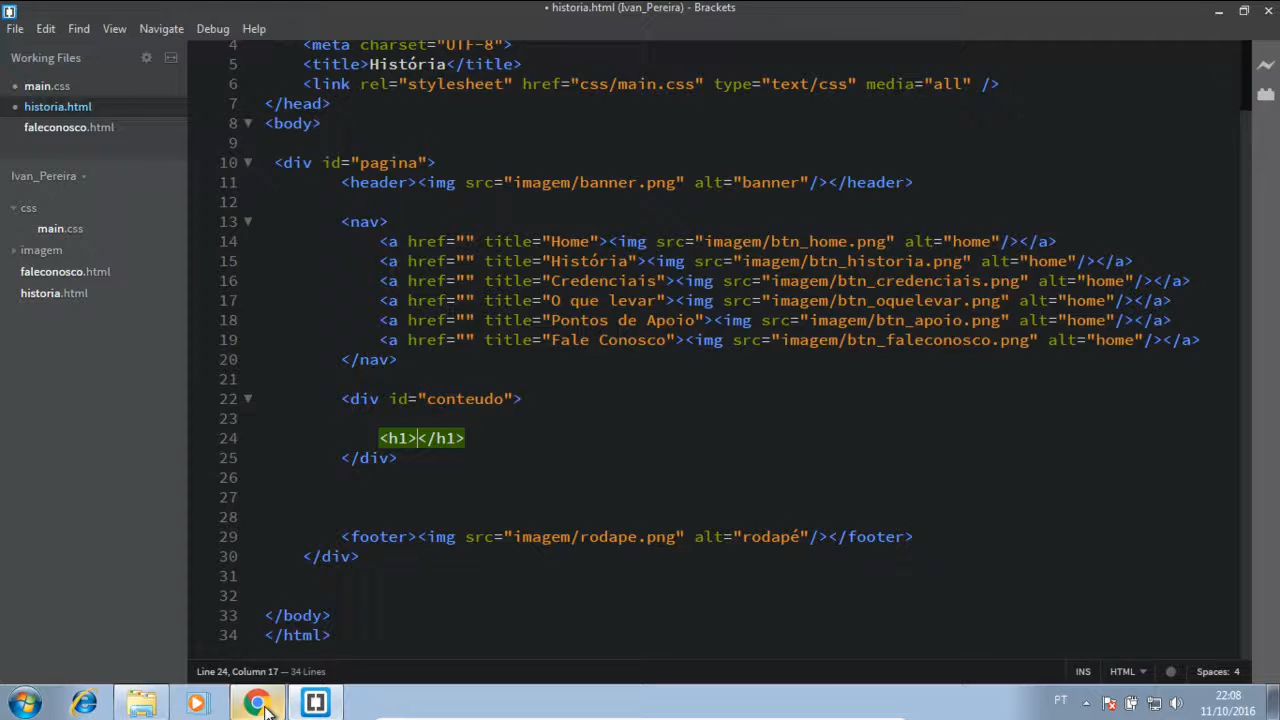 • historia.html (Ivan_Pereira) - Brackets
File Edit Find View Navigate Debug Help
Working Files
main.css
• historia.html
faleconosco.html
Ivan_Pereira
css
main.css
imagem
faleconosco.html
historia.html
4 <meta charset="UTF-8">
5 <title>História</title>
6 <link rel="stylesheet" href="css/main.css" type="text/css" media="all" />
7 </head>
8 <body>
9
10 <div id="pagina">
11 <header><img src="imagem/banner.png" alt="banner"/></header>
12
13 <nav>
14 <a href="" title="Home"><img src="imagem/btn_home.png" alt="home"/></a>
15 <a href="" title="História"><img src="imagem/btn_historia.png" alt="home"/></a>
16 <a href="" title="Credenciais"><img src="imagem/btn_credenciais.png" alt="home"/></a>
17 <a href="" title="O que levar"><img src="imagem/btn_oquelevar.png" alt="home"/></a>
18 <a href="" title="Pontos de Apoio"><img src="imagem/btn_apoio.png" alt="home"/></a>
19 <a href="" title="Fale Conosco"><img src="imagem/btn_faleconosco.png" alt="home"/></a>
20 </nav>
21
22 <div id="conteudo">
23
24 <h1></h1>
25 </div>
26
27
28
29 <footer><img src="imagem/rodape.png" alt="rodapé"/></footer>
30 </div>
31
32
33 </body>
34 </html>
Line 24, Column 17 — 34 Lines
INS HTML Spaces: 4
PT
22:08
11/10/2016